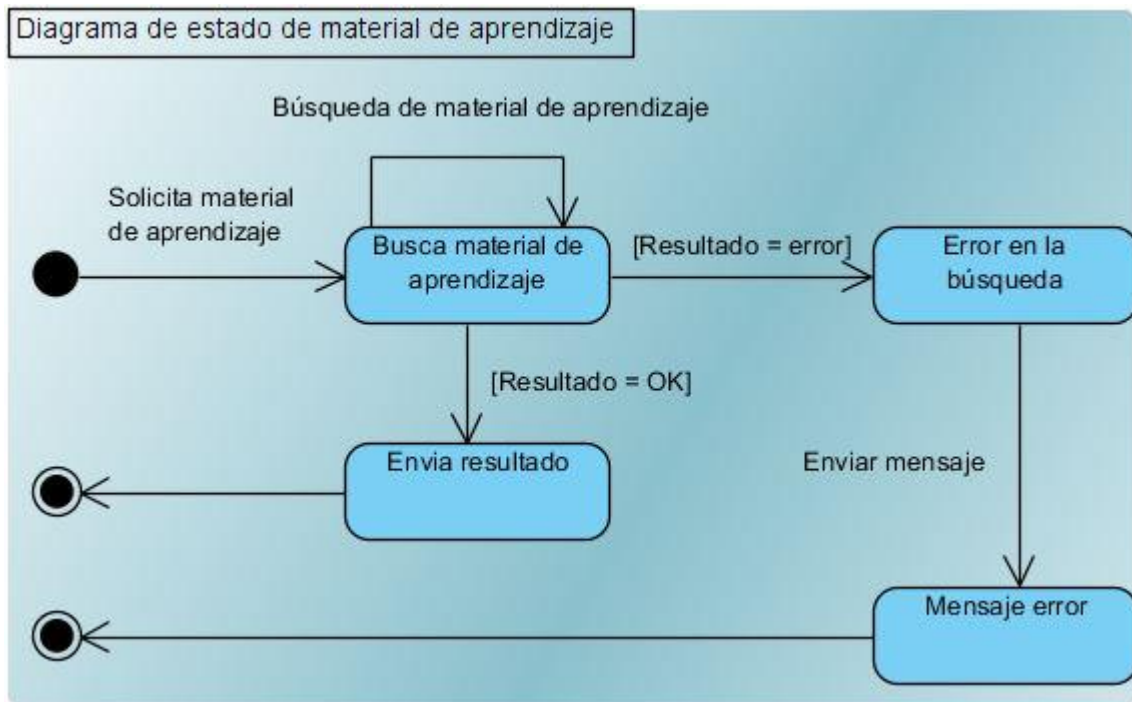 Diagrama de estado de material de aprendizaje
Búsqueda de material de aprendizaje
Solicita material
de aprendizaje
Busca material de
aprendizaje
[Resultado = error]
Error en la
búsqueda
[Resultado = OK]
Envia resultado
Enviar mensaje
Mensaje error